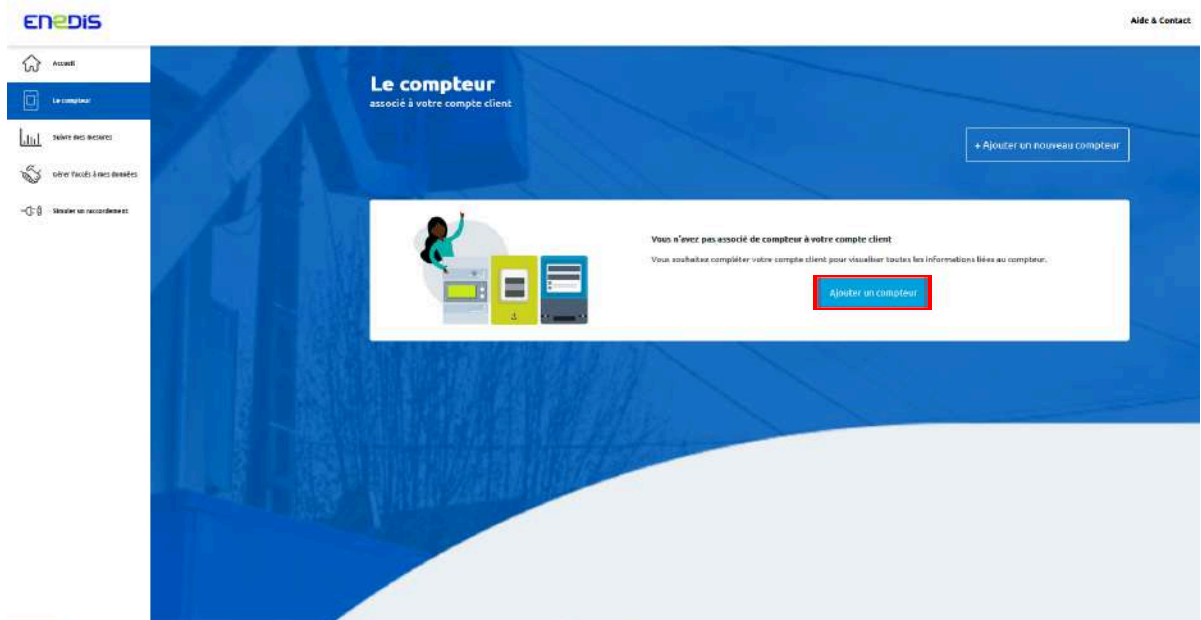 ENEDIS
Aide & Contact
Accueil
Le compteur
Suivre mes mesures
Gérer l'accès à mes données
Simuler un raccordement
Le compteur
associé à votre compte client
+ Ajouter un nouveau compteur
Vous n'avez pas associé de compteur à votre compte client
Vous souhaitez compléter votre compte client pour visualiser toutes les informations liées au compteur.
Ajouter un compteur